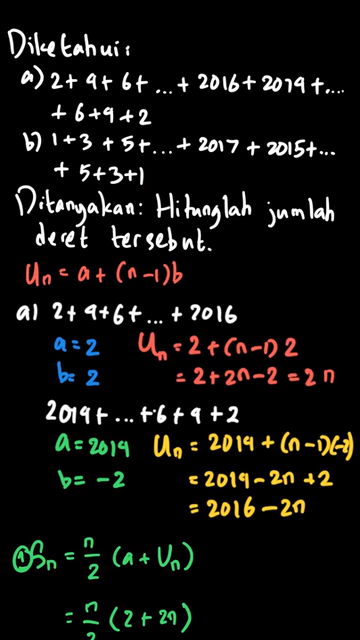 Diketahui:
a) 2 + 4 + 6 + ... + 2016 + 2014 + ...
+ 6 + 4 + 2
b) 1 + 3 + 5 + ... + 2017 + 2015 + ...
+ 5 + 3 + 1
Ditanyakan: Hitunglah jumlah
deret tersebut.
Un = a + (n-1)b
a) 2 + 4 + 6 + ... + 2016
a = 2 Un = 2 + (n-1) 2
b = 2 = 2 + 2n - 2 = 2n
2014 + ... + 6 + 4 + 2
a = 2014 Un = 2014 + (n-1)(-2)
b = -2 = 2014 - 2n + 2
= 2016 - 2n
① Sn = n/2 (a + Un)
= n/2 (2 + 2n)